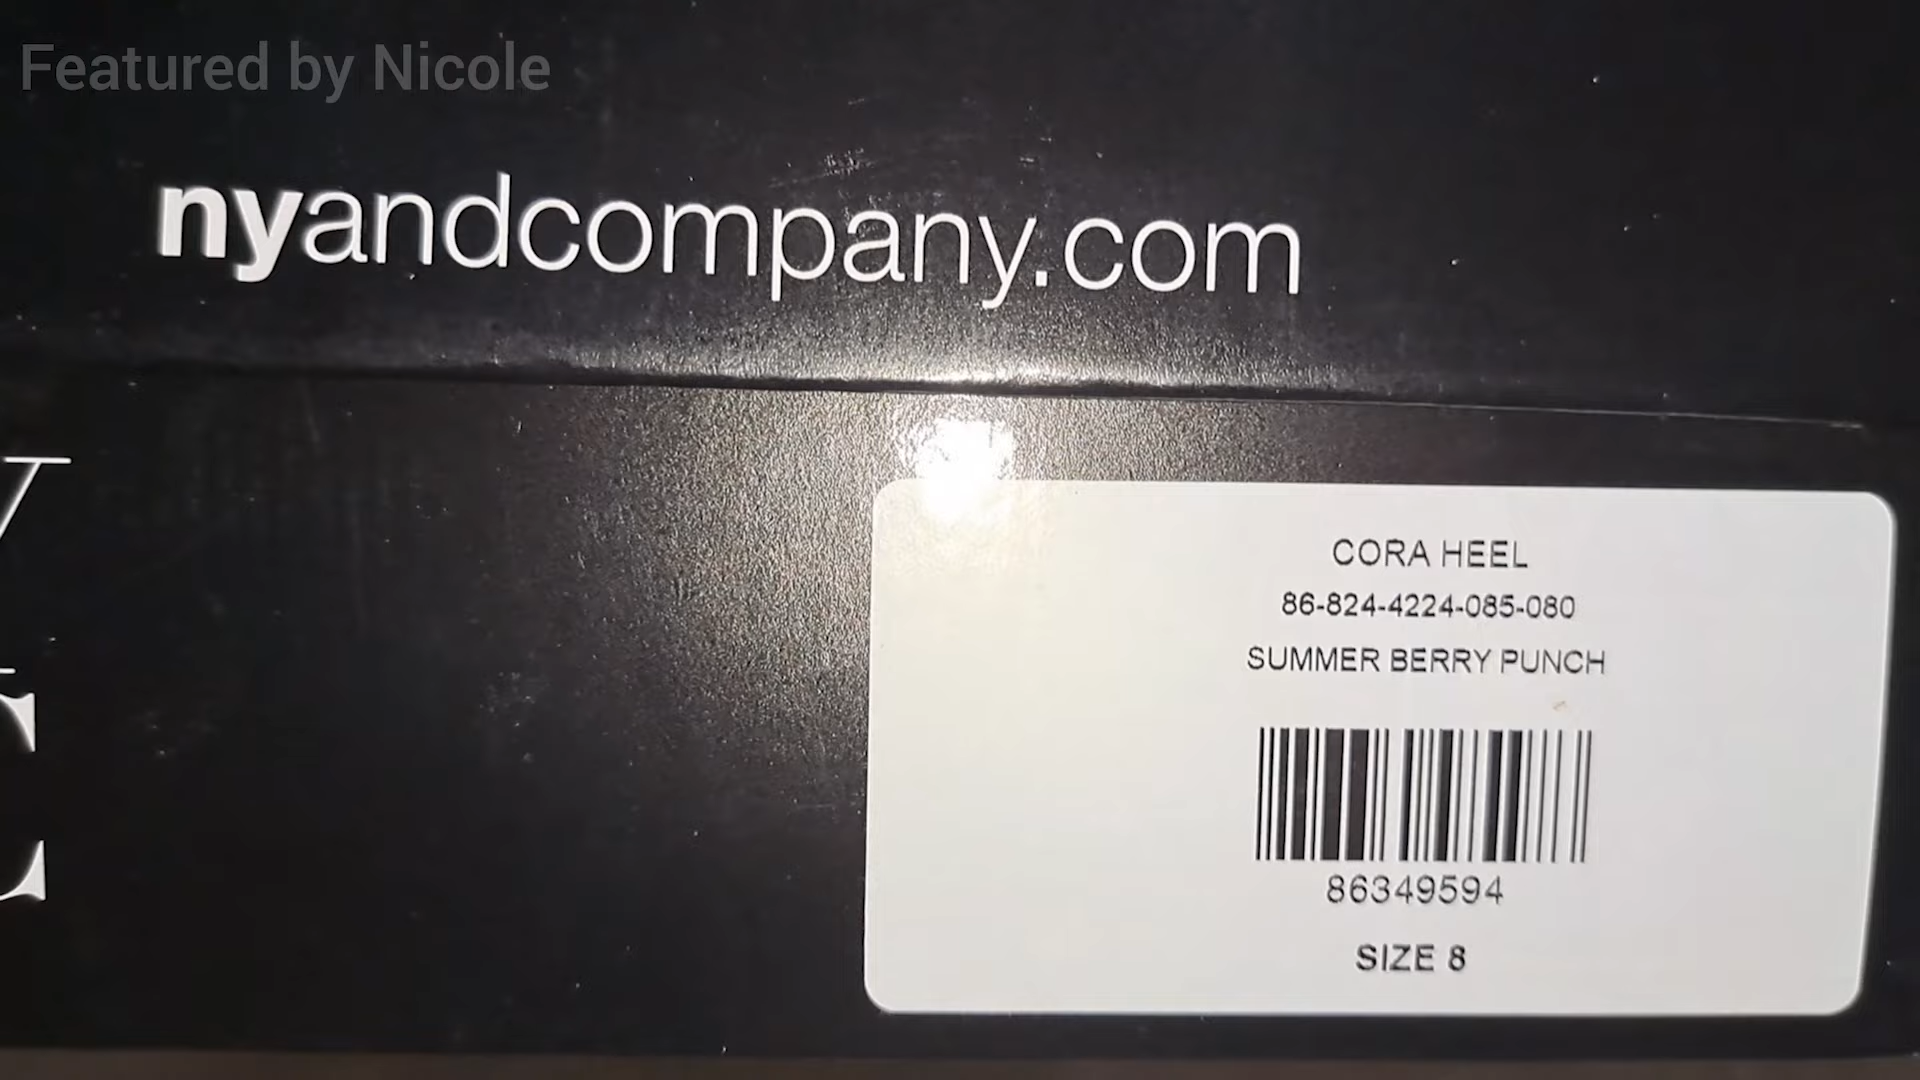 Featured by Nicole
nyandcompany.com
CORA HEEL
86-824-4224-085-080
SUMMER BERRY PUNCH
86349594
SIZE 8